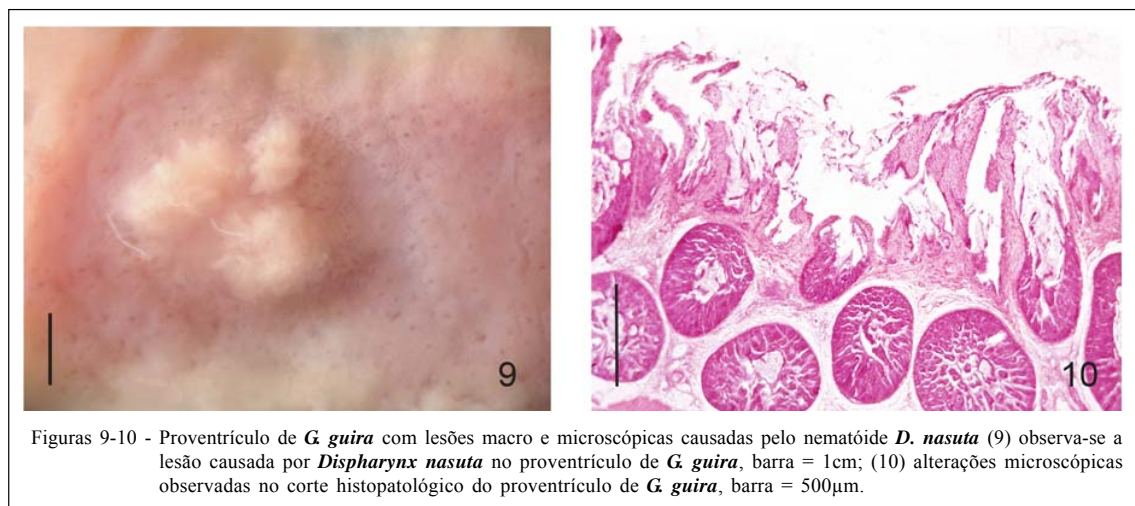 9
10
Figuras 9-10 - Proventrículo de G. guira com lesões macro e microscópicas causadas pelo nematóide D. nasuta (9) observa-se a
lesão causada por Dispharynx nasuta no proventrículo de G. guira, barra = 1cm; (10) alterações microscópicas
observadas no corte histopatológico do proventrículo de G. guira, barra = 500µm.